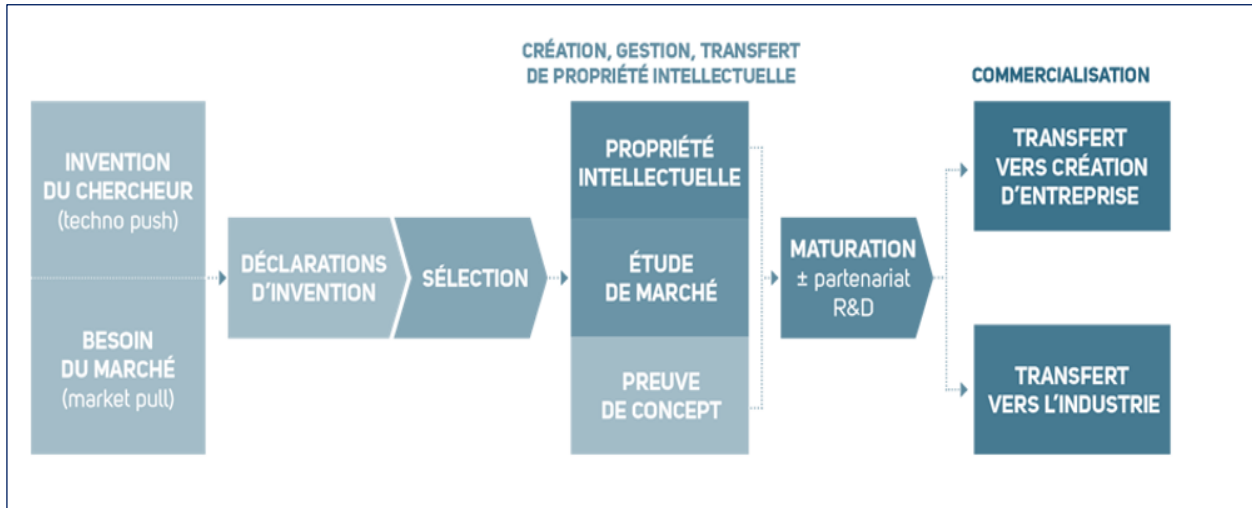 INVENTION
DU CHERCHEUR
(techno push)
BESOIN
DU MARCHÉ
(market pull)
DÉCLARATIONS
D'INVENTION
SÉLECTION
CRÉATION, GESTION, TRANSFERT
DE PROPRIÉTÉ INTELLECTUELLE
PROPRIÉTÉ
INTELLECTUELLE
ÉTUDE
DE MARCHÉ
PREUVE
DE CONCEPT
MATURATION
± partenariat
R&D
COMMERCIALISATION
TRANSFERT
VERS CRÉATION
D'ENTREPRISE
TRANSFERT
VERS L'INDUSTRIE